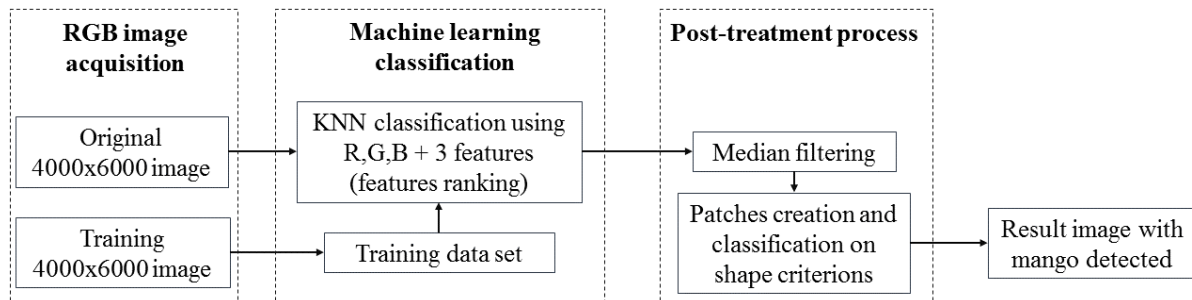 RGB image
acquisition
Original
4000x6000 image
Training
4000x6000 image
Machine learning
classification
KNN classification using
R,G,B + 3 features
(features ranking)
Training data set
Post-treatment process
Median filtering
Patches creation and
classification on
shape criterions
Result image with
mango detected